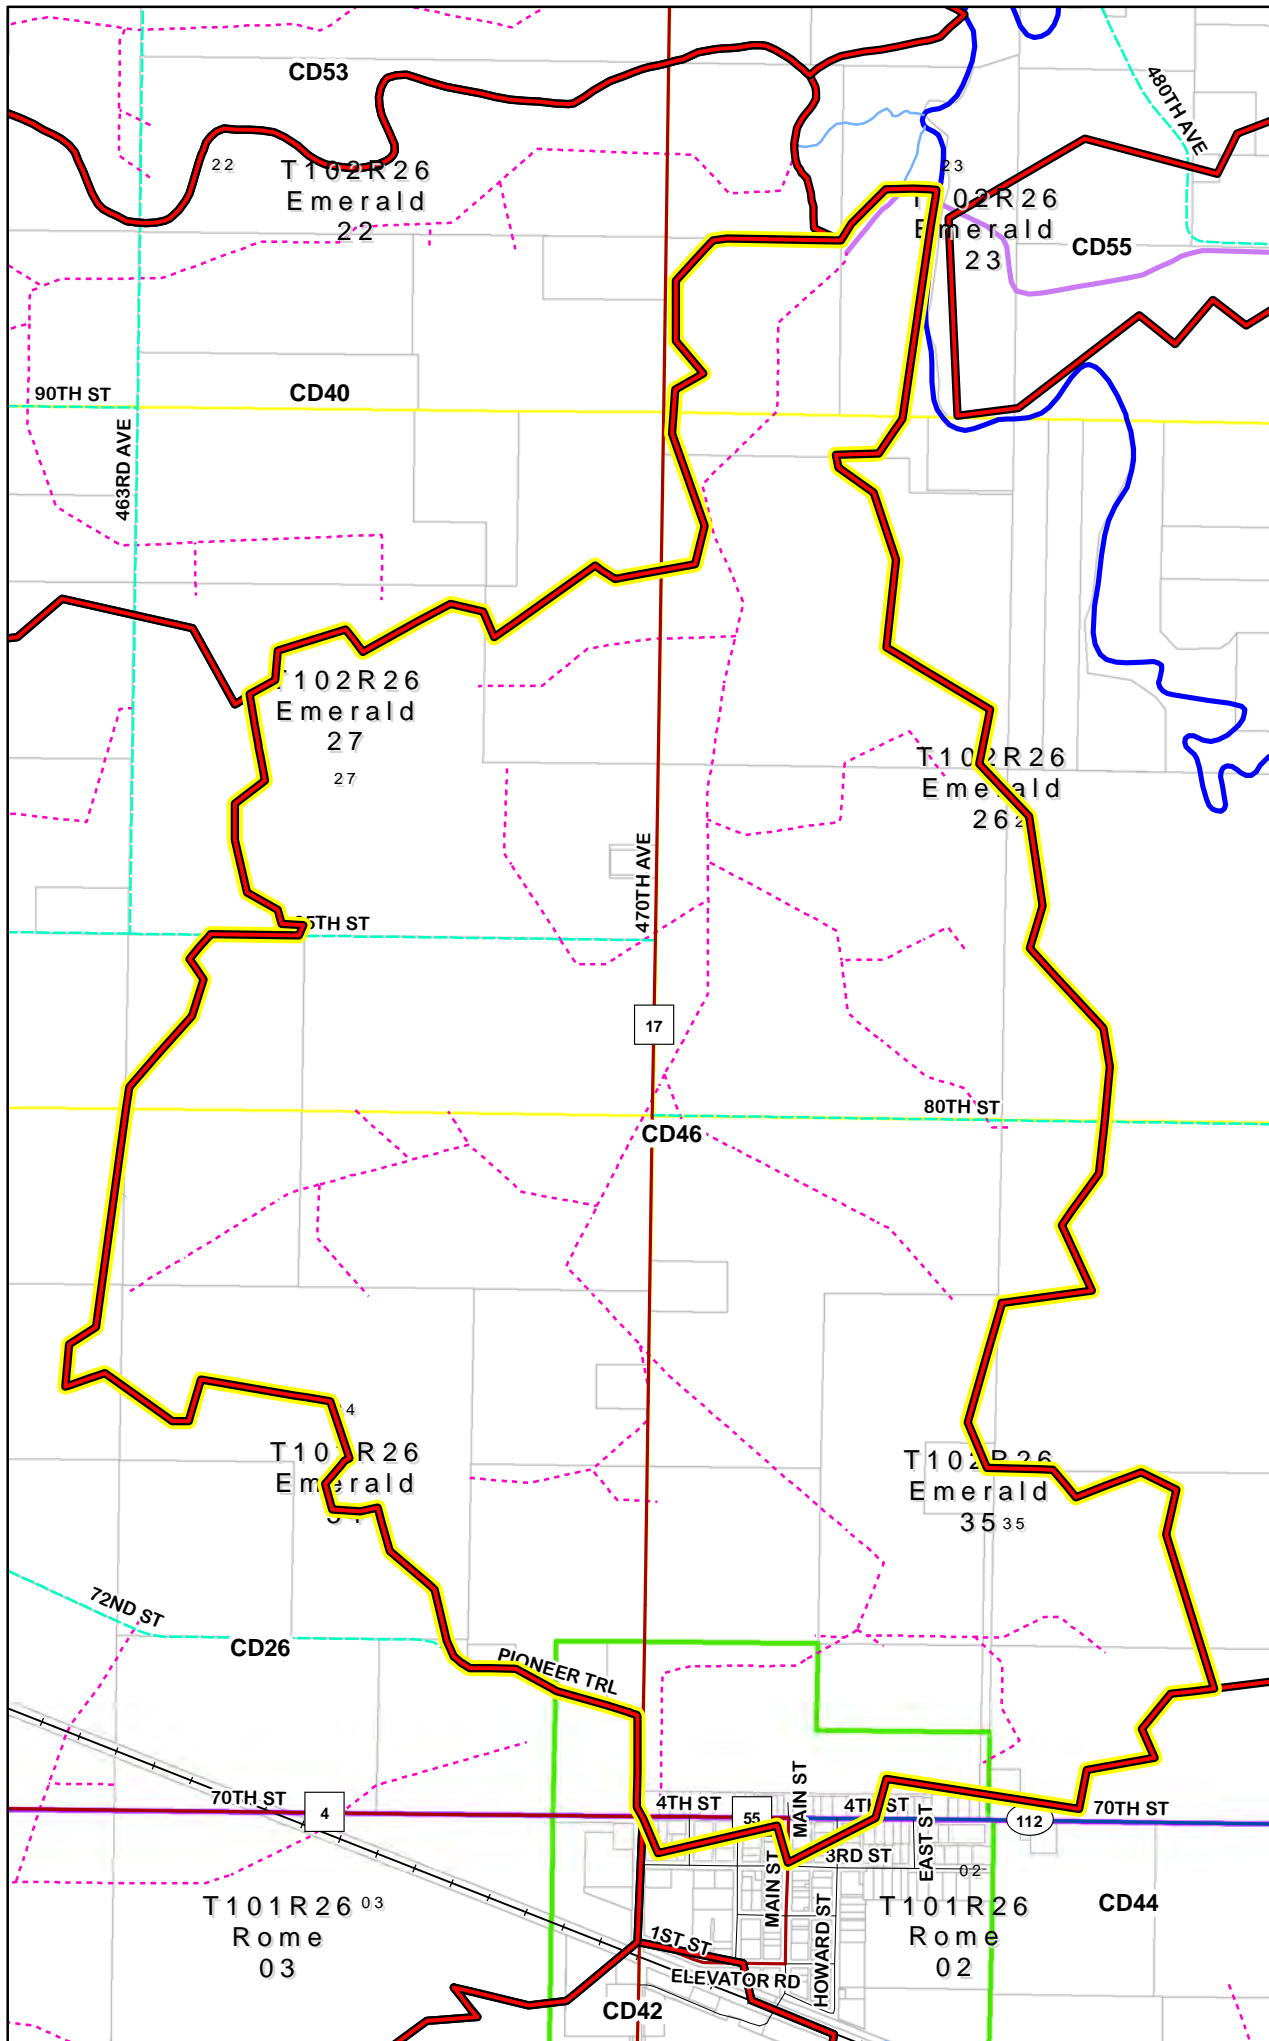 CD53
480TH AVE
22
T102R26
Emerald
22
23
02R26
Emerald
23
CD55
90TH ST
CD40
463RD AVE
T102R26
Emerald
27
27
T102R26
Emerald
26
470TH AVE
5TH ST
17
80TH ST
CD46
4
R26
Emerald
T102R26
Emerald
35 35
72ND ST
CD26
PIONEER TRL
70TH ST
4
4TH ST
55
MAIN ST
4TH ST
EAST ST
112
70TH ST
3RD ST
MAIN ST
HOWARD ST
02
T101R26 03
Rome
03
T101R26
Rome
02
CD44
1ST ST
ELEVATOR RD
CD42